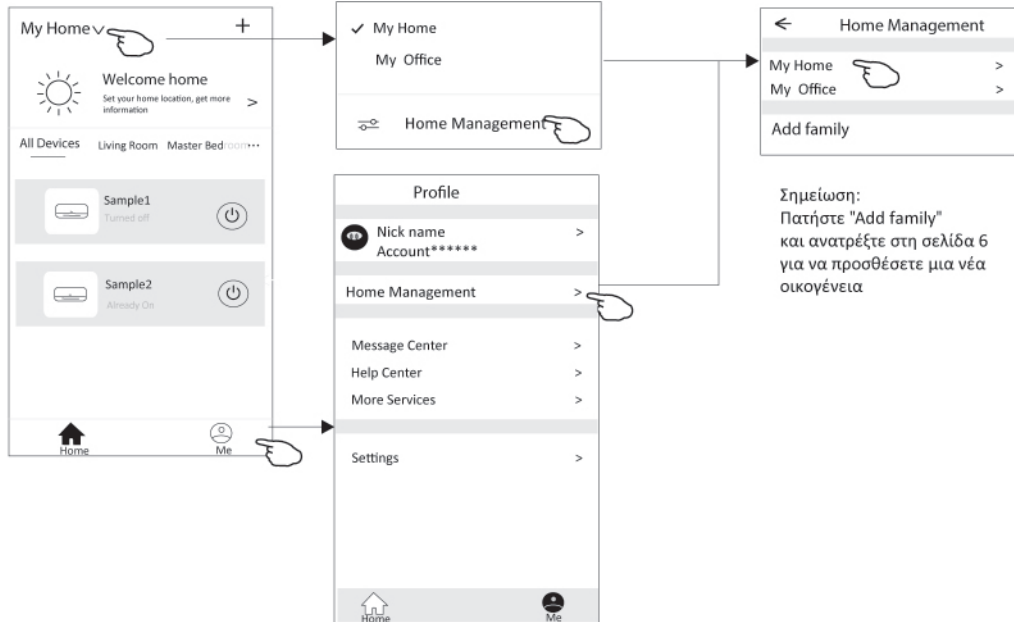 My Home
+
Welcome home
Set your home location, get more
information
>
All Devices Living Room Master Bedroom...
Sample1
Turned off
Sample2
Already On
Home
Me
✓ My Home
My Office
Home Management
Profile
Nick name >
Account******
Home Management >
Message Center >
Help Center >
More Services >
Settings >
Home
Me
← Home Management
My Home >
My Office >
Add family
Σημείωση:
Πατήστε "Add family"
και ανατρέξτε στη σελίδα 6
για να προσθέσετε μια νέα
οικογένεια